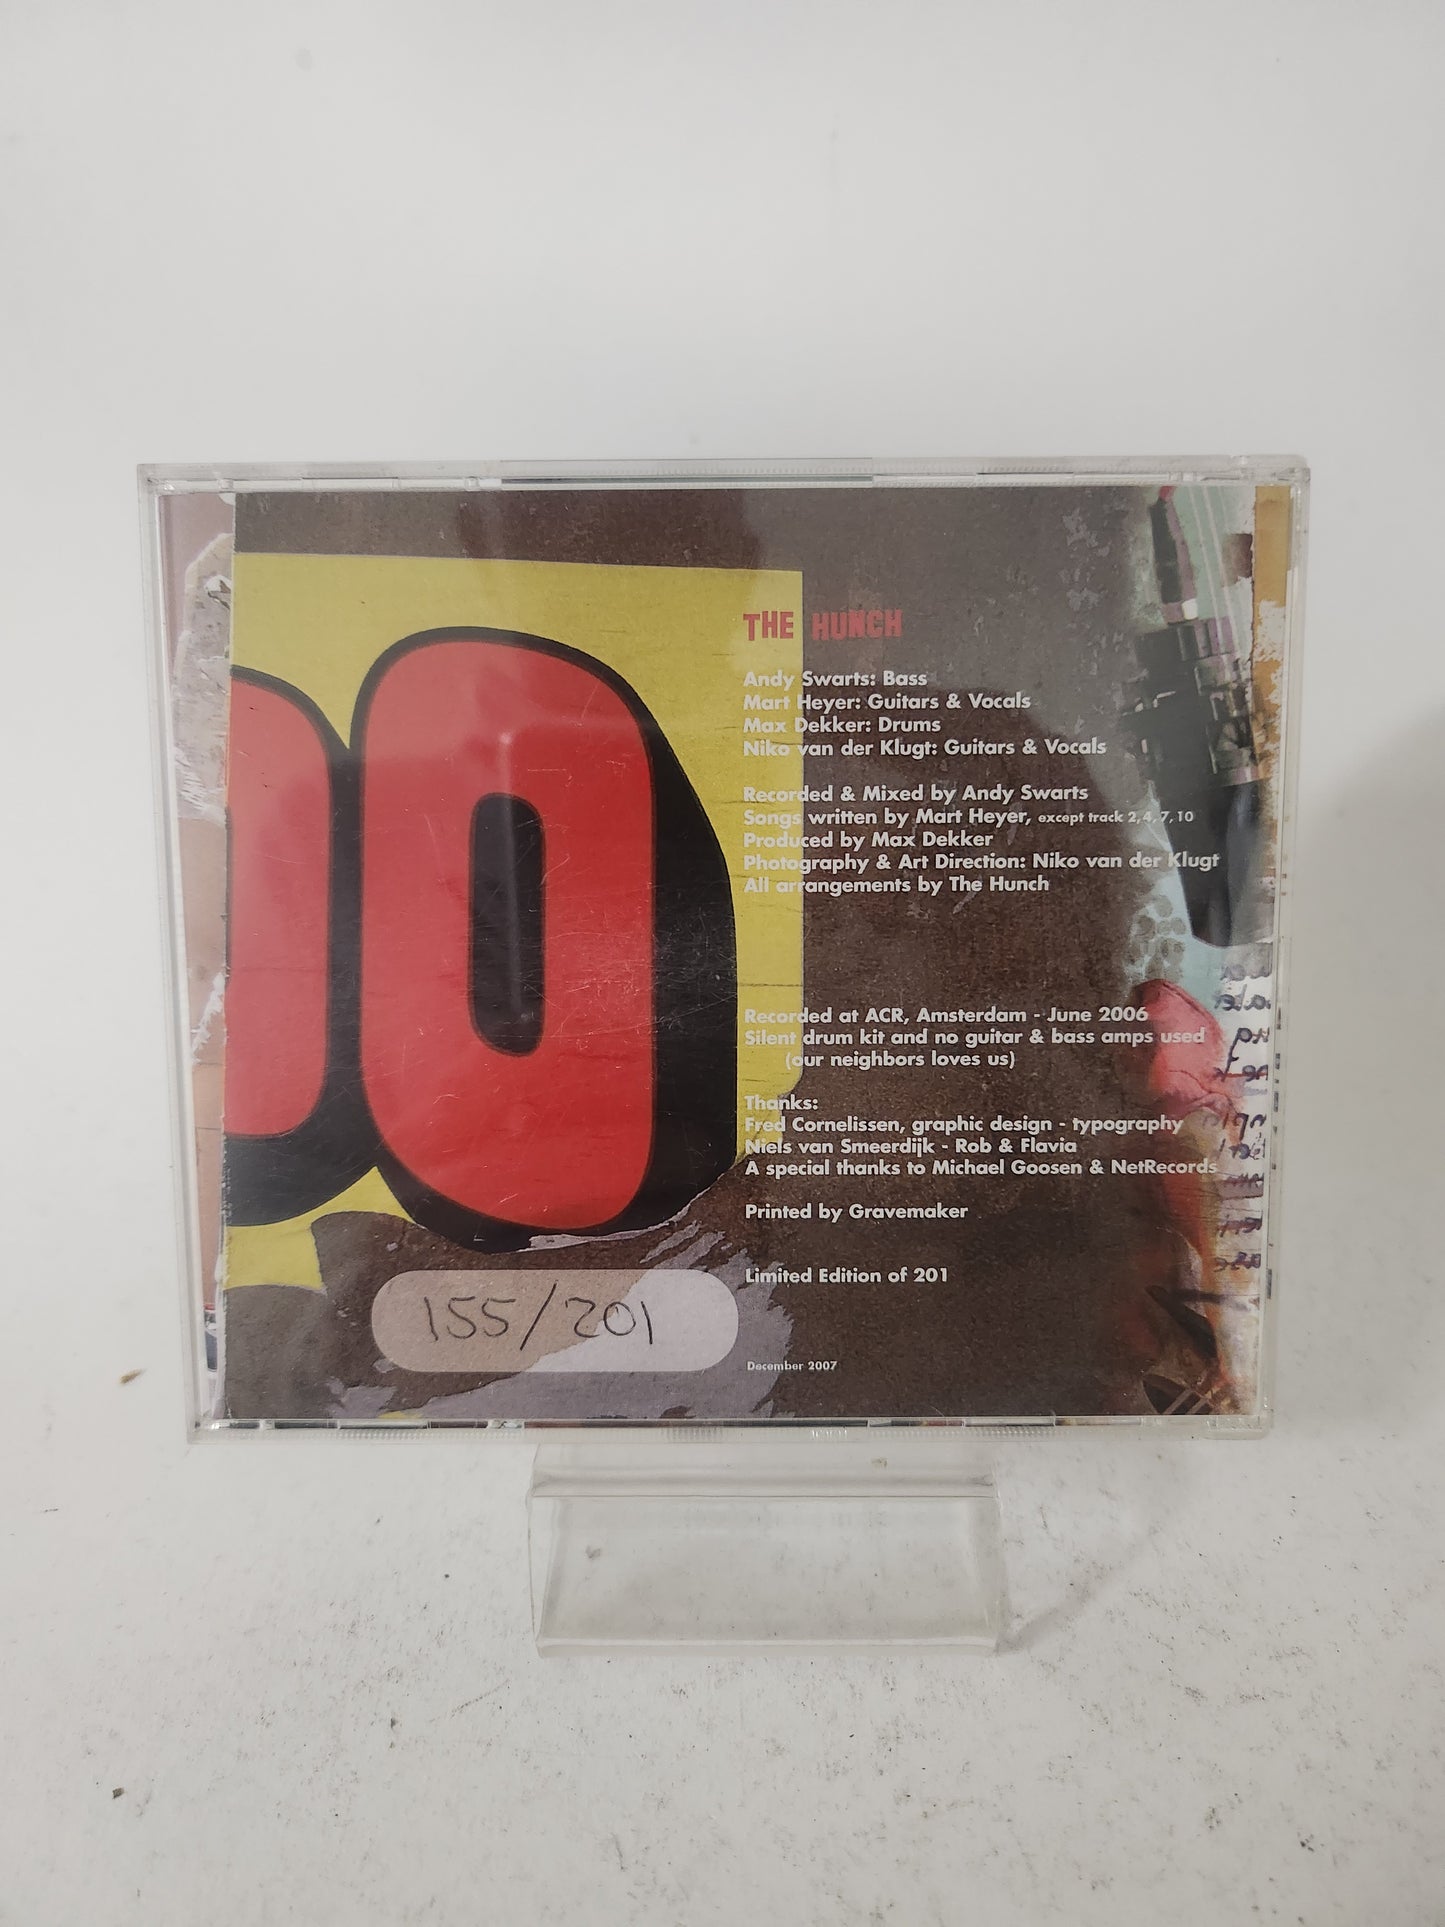 THE HUNCH
Andy Swarts: Bass
Mart Heyer: Guitars & Vocals
Max Dekker: Drums
Niko van der Klugt: Guitars & Vocals
Recorded & Mixed by Andy Swarts
Songs written by Mart Heyer, except track 2,4,7,10
Produced by Max Dekker
Photography & Art Direction: Niko van der Klugt
All arrangements by The Hunch
Recorded at ACR, Amsterdam - June 2006
Silent drum kit and no guitar & bass amps used
(our neighbors loves us)
Thanks:
Fred Cornelissen, graphic design - typography
Niels van Smeerdijk - Rob & Flavia
A special thanks to Michael Goosen & NetRecords
Printed by Gravemaker
Limited Edition of 201
155/201
December 2007